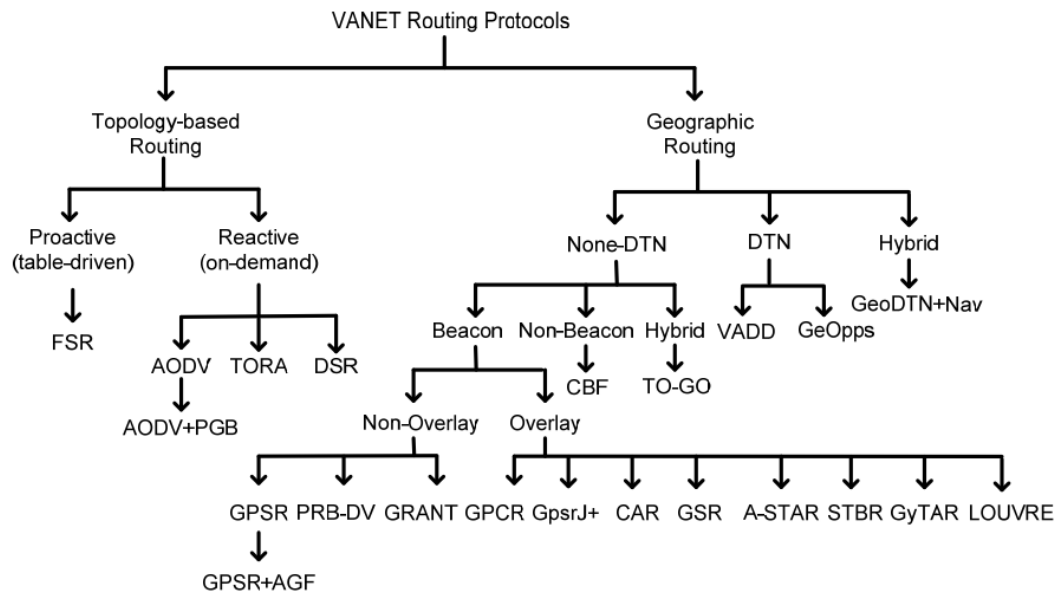 VANET Routing Protocols
Topology-based
Routing
Geographic
Routing
Proactive
(table-driven)
Reactive
(on-demand)
None-DTN
DTN
Hybrid
FSR
AODV
TORA
DSR
AODV+PGB
Beacon
Non-Beacon
Hybrid
VADD
GeOpps
GeoDTN+Nav
CBF
TO-GO
Non-Overlay
Overlay
GPSR
PRB-DV
GRANT
GPCR
GpsrJ+
CAR
GSR
A-STAR
STBR
GyTAR
LOUVRE
GPSR+AGF